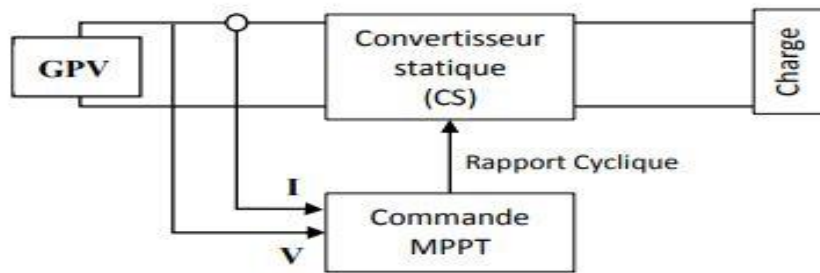 GPV
Convertisseur
statique
(CS)
Charge
Rapport Cyclique
I
V
Commande
MPPT